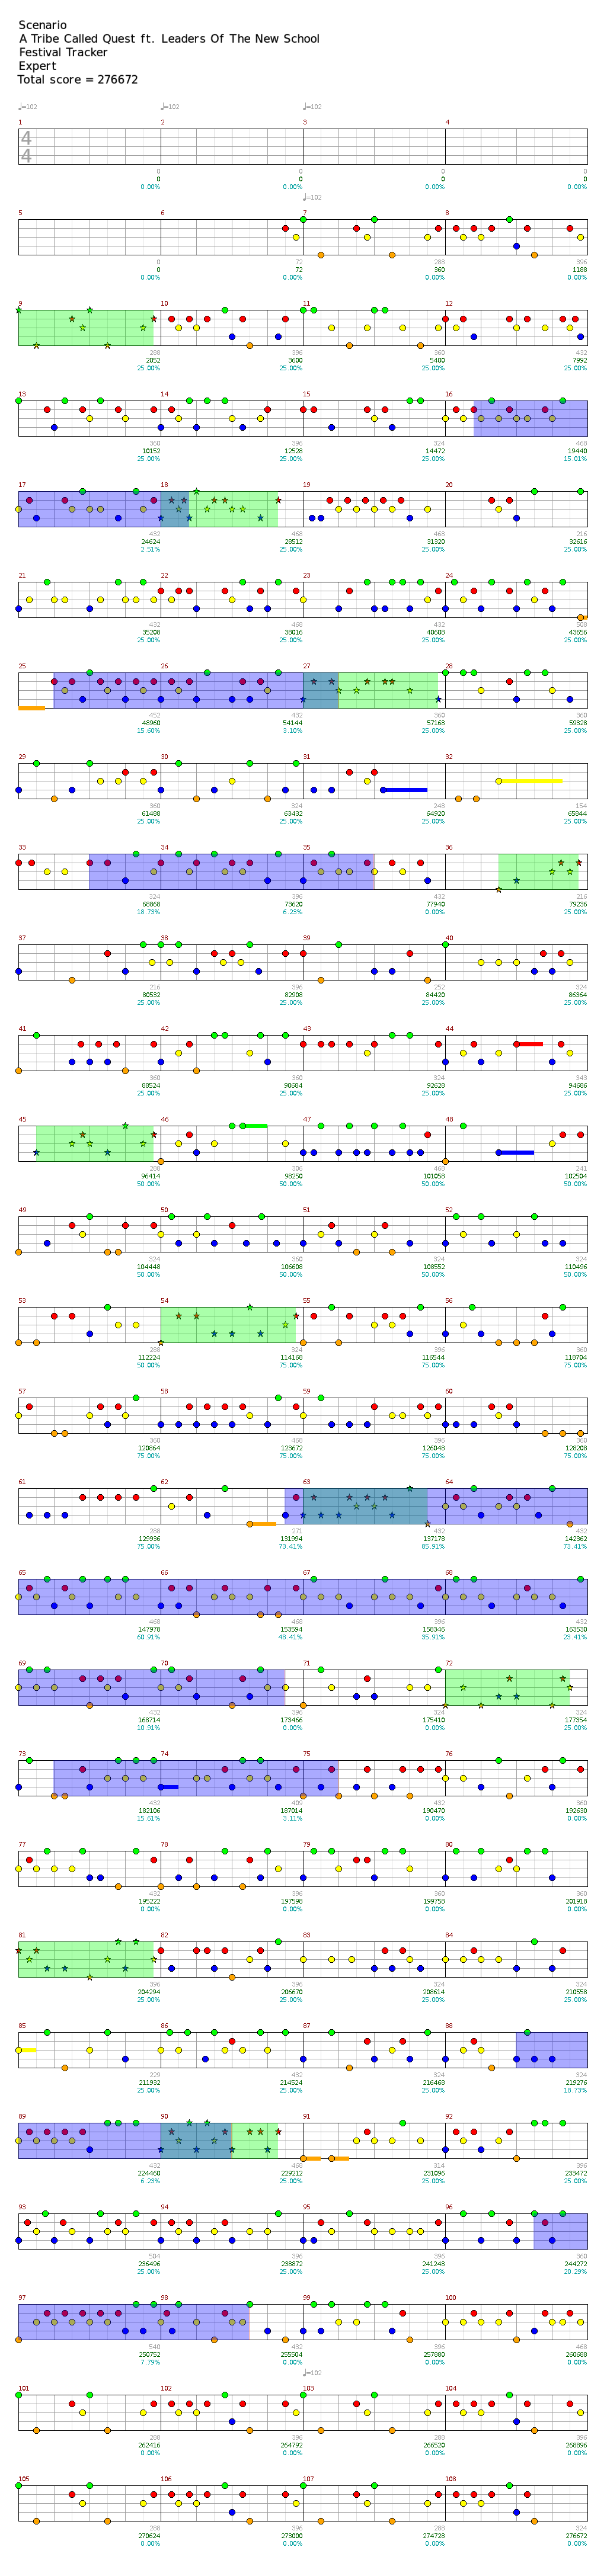 Scenario
A Tribe Called Quest ft. Leaders Of The New School
Festival Tracker
Expert
Total score = 276672
♩=102 ♩=102 ♩=102
1 2 3 4
4
4
0 0 0 0
0 0 0 0
0.00% 0.00% 0.00% 0.00%
♩=102
5 6 7 8
0 72 288 396
0 72 360 1188
0.00% 0.00% 0.00% 0.00%
9 10 11 12
288 396 360 432
2052 3600 5400 7992
25.00% 25.00% 25.00% 25.00%
13 14 15 16
360 396 324 468
10152 12528 14472 19440
25.00% 25.00% 25.00% 15.01%
17 18 19 20
432 468 468 216
24624 28512 31320 32616
2.51% 25.00% 25.00% 25.00%
21 22 23 24
432 468 432 508
35208 38016 40608 43656
25.00% 25.00% 25.00% 25.00%
25 26 27 28
452 432 360 360
48960 54144 57168 59328
15.60% 3.10% 25.00% 25.00%
29 30 31 32
360 324 248 154
61488 63432 64920 65844
25.00% 25.00% 25.00% 25.00%
33 34 35 36
324 396 432 216
68868 73620 77940 79236
18.73% 6.23% 0.00% 25.00%
37 38 39 40
216 396 252 324
80532 82908 84420 86364
25.00% 25.00% 25.00% 25.00%
41 42 43 44
360 360 324 343
88524 90684 92628 94686
25.00% 25.00% 25.00% 25.00%
45 46 47 48
288 306 468 241
96414 98250 101058 102504
50.00% 50.00% 50.00% 50.00%
49 50 51 52
324 360 324 324
104448 106608 108552 110496
50.00% 50.00% 50.00% 50.00%
53 54 55 56
288 324 396 360
112224 114168 116544 118704
50.00% 75.00% 75.00% 75.00%
57 58 59 60
360 468 396 360
120864 123672 126048 128208
75.00% 75.00% 75.00% 75.00%
61 62 63 64
288 271 432 432
129936 131994 137178 142362
75.00% 73.41% 85.91% 73.41%
65 66 67 68
468 468 396 432
147978 153594 158346 163530
60.91% 48.41% 35.91% 23.41%
69 70 71 72
432 396 324 324
168714 173466 175410 177354
10.91% 0.00% 0.00% 25.00%
73 74 75 76
432 409 432 360
182106 187014 190470 192630
15.61% 3.11% 0.00% 0.00%
77 78 79 80
432 396 360 360
195222 197598 199758 201918
0.00% 0.00% 0.00% 0.00%
81 82 83 84
396 396 324 324
204294 206670 208614 210558
25.00% 25.00% 25.00% 25.00%
85 86 87 88
229 432 324 324
211932 214524 216468 219276
25.00% 25.00% 25.00% 18.73%
89 90 91 92
432 468 314 396
224460 229212 231096 233472
6.23% 25.00% 25.00% 25.00%
93 94 95 96
504 396 396 360
236496 238872 241248 244272
25.00% 25.00% 25.00% 20.29%
97 98 99 100
540 432 396 468
250752 255504 257880 260688
7.79% 0.00% 0.00% 0.00%
♩=102
101 102 103 104
288 396 288 396
262416 264792 266520 268896
0.00% 0.00% 0.00% 0.00%
105 106 107 108
288 396 288 324
270624 273000 274728 276672
0.00% 0.00% 0.00% 0.00%